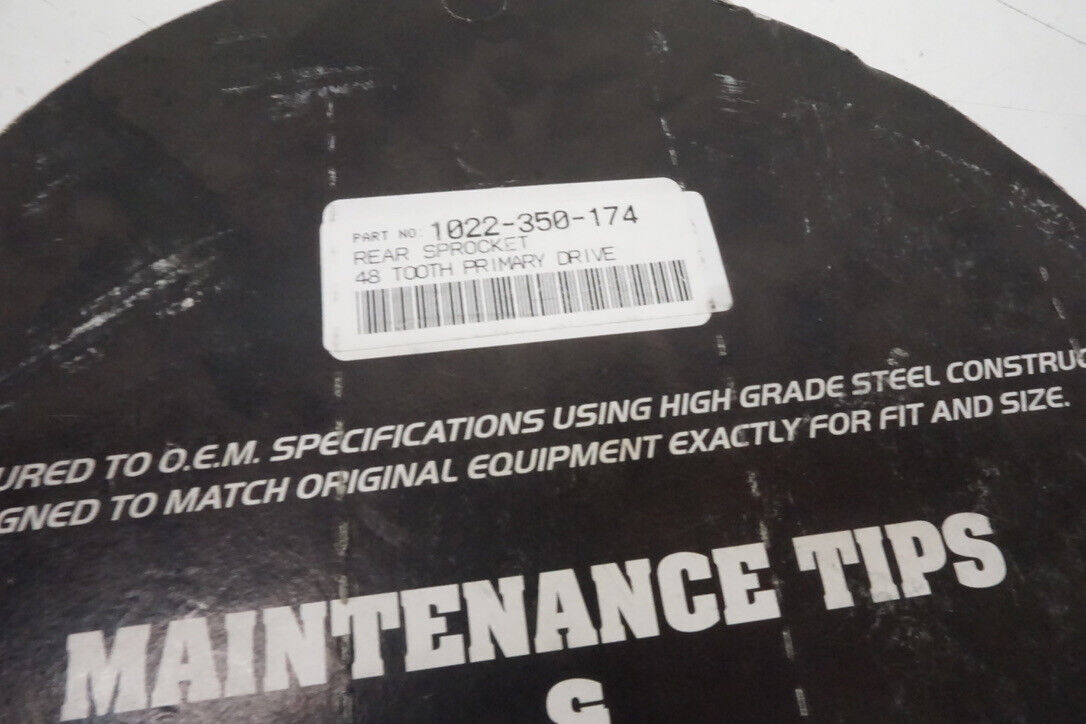 PART NO: 1022-350-174
REAR SPROCKET
48 TOOTH PRIMARY DRIVE
URED TO O.E.M. SPECIFICATIONS USING HIGH GRADE STEEL CONSTRUC
GNED TO MATCH ORIGINAL EQUIPMENT EXACTLY FOR FIT AND SIZE.
MAINTENANCE TIPS
&